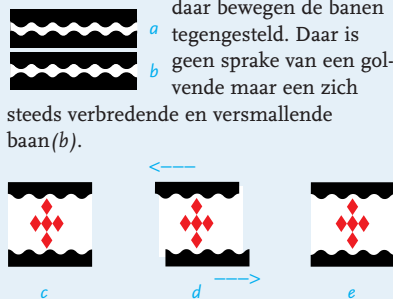 daar bewegen de banen
a tegengesteld. Daar is
b geen sprake van een gol-
vende maar een zich
steeds verbredende en versmallende
baan (b).
c d e